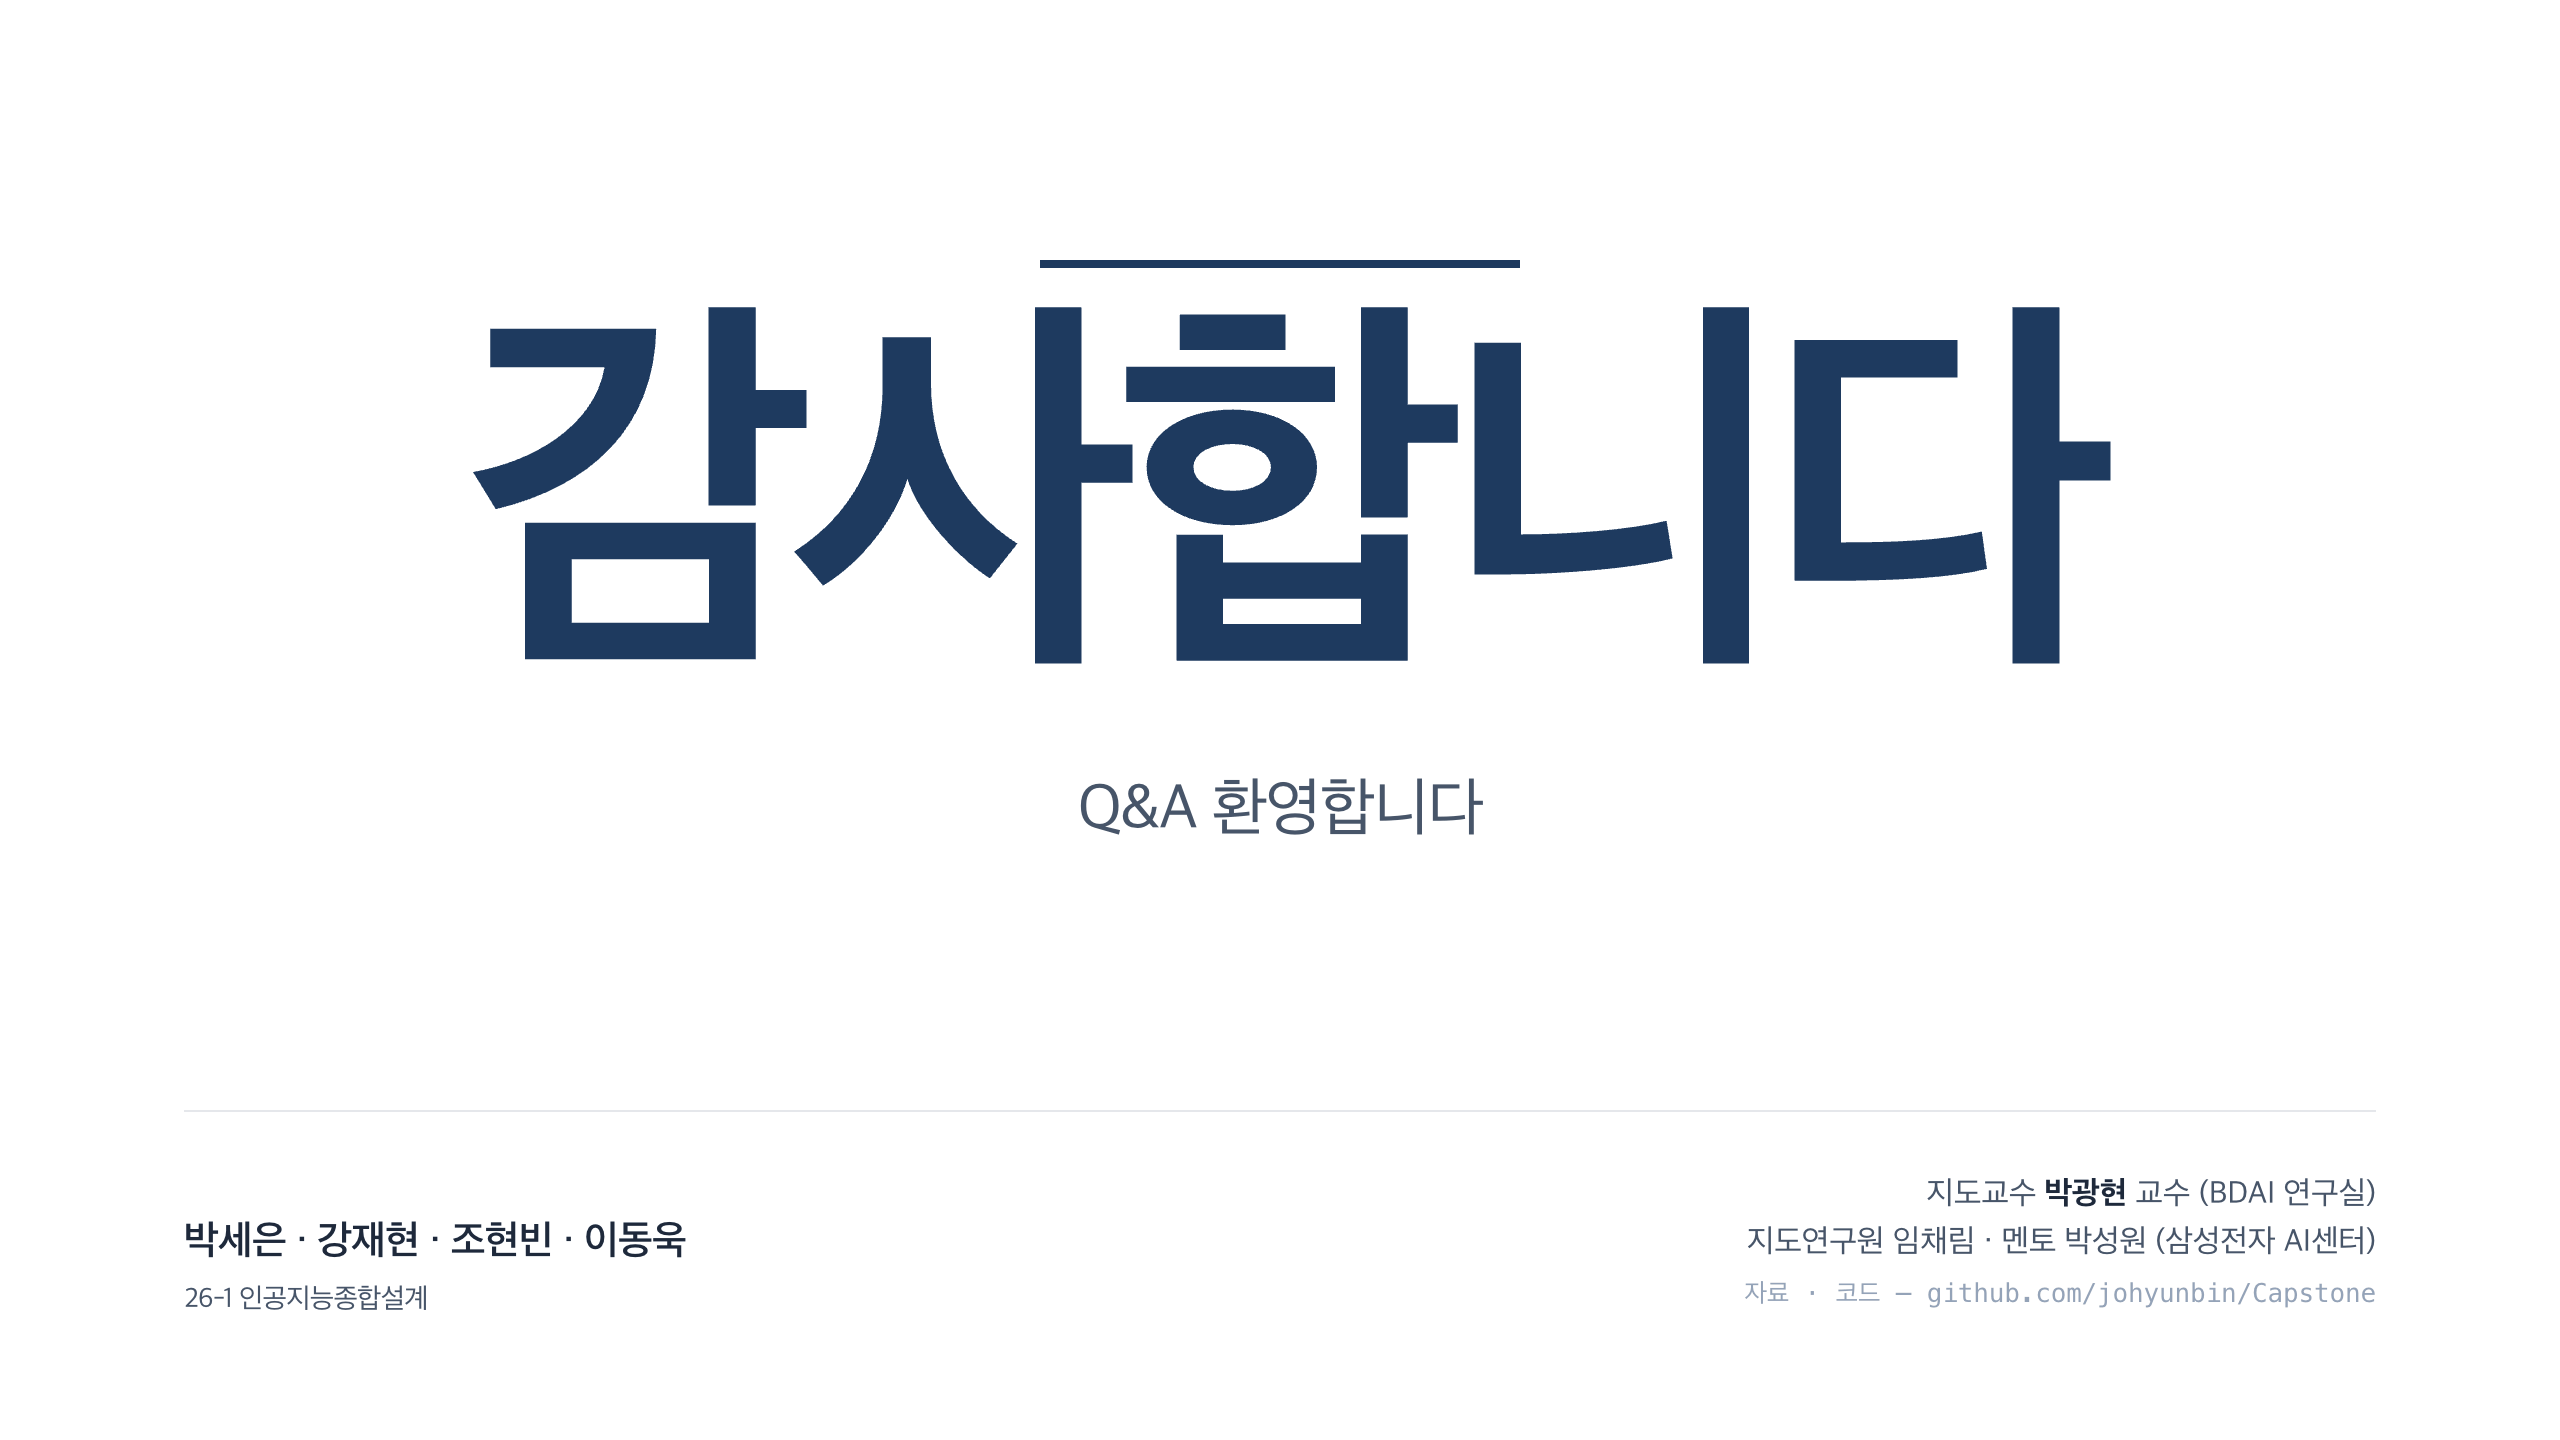 감사합니다
Q&A 환영합니다
박세은 · 강재현 · 조현빈 · 이동욱
26-1 인공지능종합설계
지도교수 박광현 교수 (BDAI 연구실)
지도연구원 임채림 · 멘토 박성원 (삼성전자 AI센터)
자료 · 코드 — github.com/johyunbin/Capstone